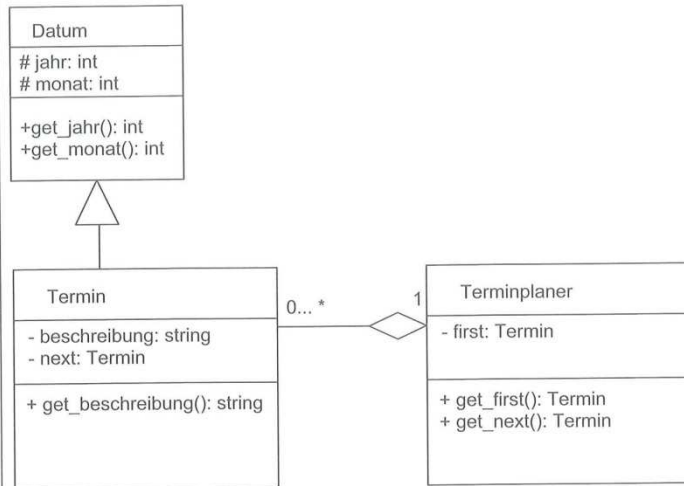 Datum
# jahr: int
# monat: int
+get_jahr(): int
+get_monat(): int
Termin
- beschreibung: string
- next: Termin
+ get_beschreibung(): string
0... *
1
Terminplaner
- first: Termin
+ get_first(): Termin
+ get_next(): Termin